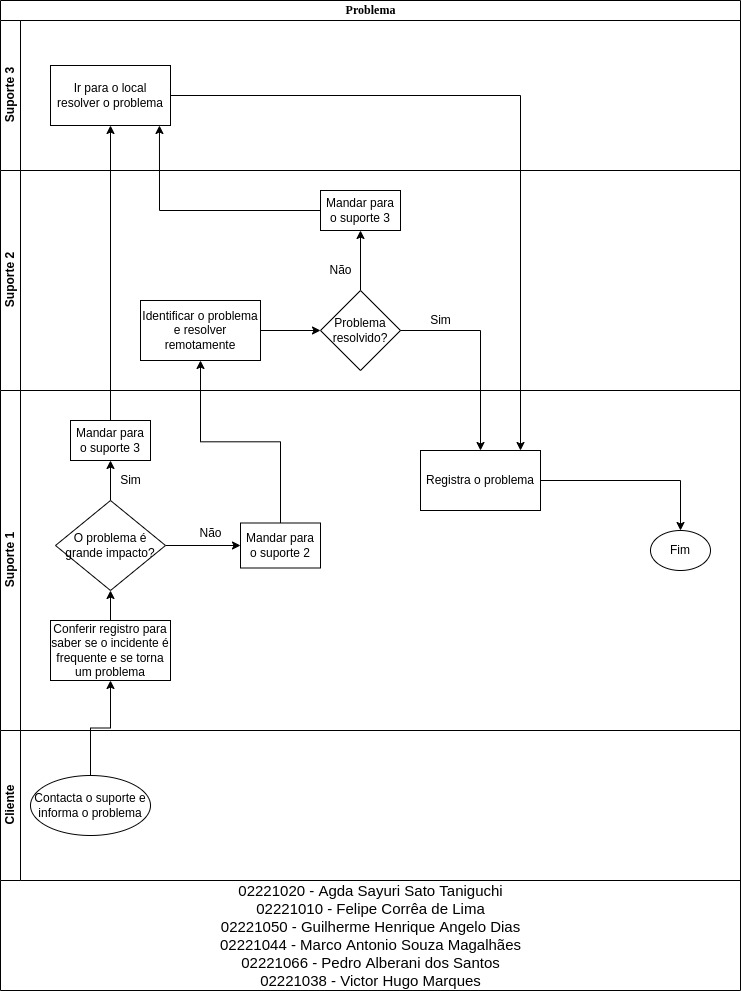 Problema
Suporte 3
Ir para o local
resolver o problema
Suporte 2
Mandar para
o suporte 3
Não
Identificar o problema
e resolver
remotamente
Problema
resolvido?
Sim
Suporte 1
Mandar para
o suporte 3
Sim
O problema é
grande impacto?
Não
Mandar para
o suporte 2
Registra o problema
Fim
Conferir registro para
saber se o incidente é
frequente e se torna
um problema
Cliente
Contacta o suporte e
informa o problema
02221020 - Agda Sayuri Sato Taniguchi
02221010 - Felipe Corrêa de Lima
02221050 - Guilherme Henrique Angelo Dias
02221044 - Marco Antonio Souza Magalhães
02221066 - Pedro Alberani dos Santos
02221038 - Victor Hugo Marques